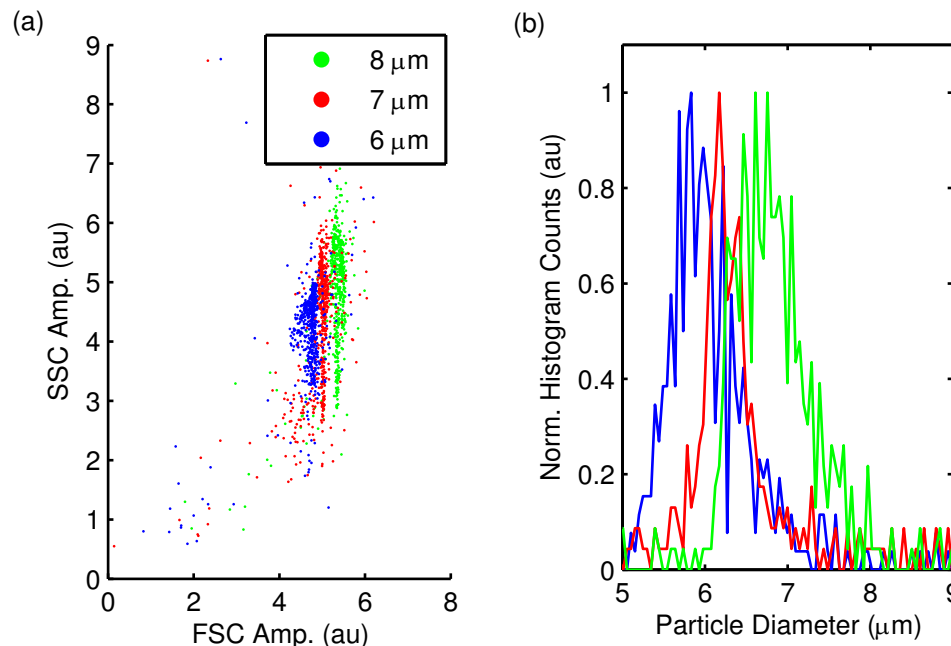 (a)
9
8
7
6
5
4
3
2
1
0
SSC Amp. (au)
8 μm
7 μm
6 μm
0 2 4 6 8
FSC Amp. (au)
(b)
1
0.8
0.6
0.4
0.2
0
Norm. Histogram Counts (au)
5 6 7 8 9
Particle Diameter (μm)